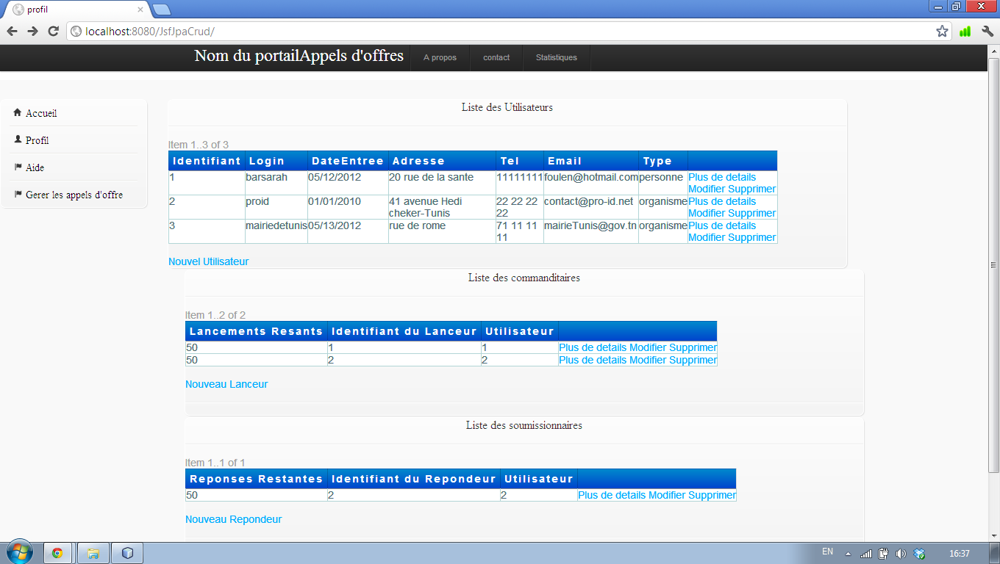 profil
localhost:8080/JsfJpaCrud/
Nom du portailAppels d'offres A propos contact Statistiques
Accueil
Profil
Aide
Gerer les appels d'offre
Liste des Utilisateurs
Item 1..3 of 3
Identifiant Login DateEntree Adresse Tel Email Type
1 barsarah 05/12/2012 20 rue de la sante 11111111 foulen@hotmail.com personne Plus de details
Modifier Supprimer
2 proid 01/01/2010 41 avenue Hedi 22 22 22 contact@pro-id.net organisme Plus de details
cheker-Tunis 22 Modifier Supprimer
3 mairiedetunis 05/13/2012 rue de rome 71 11 11 mairieTunis@gov.tn organisme Plus de details
11 Modifier Supprimer
Nouvel Utilisateur
Liste des commanditaires
Item 1..2 of 2
Lancements Resants Identifiant du Lanceur Utilisateur
50 1 1 Plus de details Modifier Supprimer
50 2 2 Plus de details Modifier Supprimer
Nouveau Lanceur
Liste des soumissionnaires
Item 1..1 of 1
Reponses Restantes Identifiant du Repondeur Utilisateur
50 2 2 Plus de details Modifier Supprimer
Nouveau Repondeur
EN 16:37